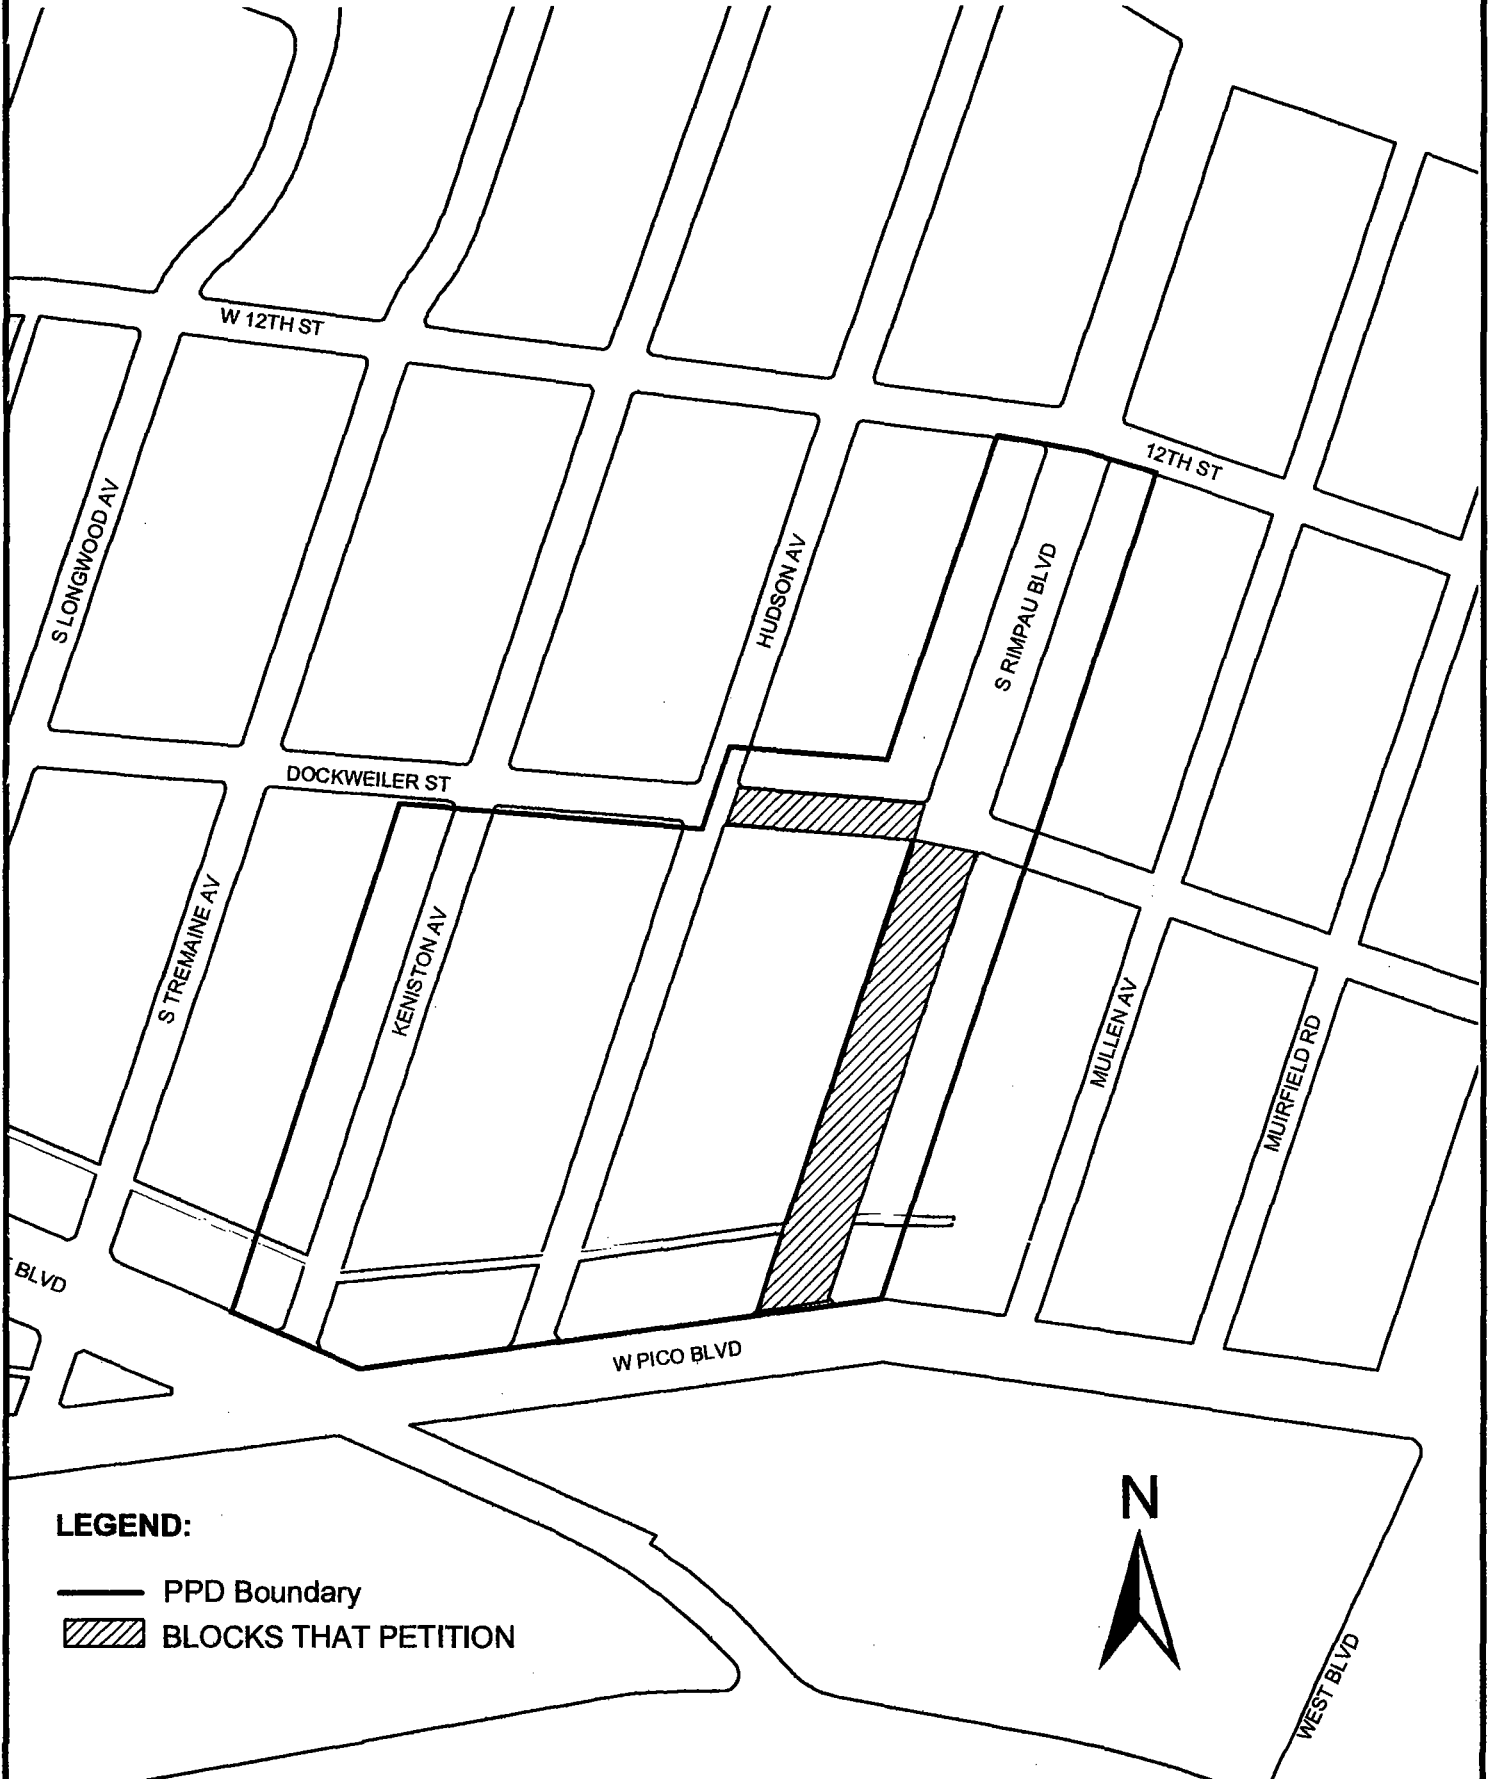 W 12TH ST
12TH ST
S LONGWOOD AV
HUDSON AV
S RIMPAU BLVD
DOCKWEILER ST
S TREMAINE AV
KENISTON AV
MULLEN AV
MUIRFIELD RD
BLVD
W PICO BLVD
N
LEGEND:
PPD Boundary
BLOCKS THAT PETITION
WEST BLVD